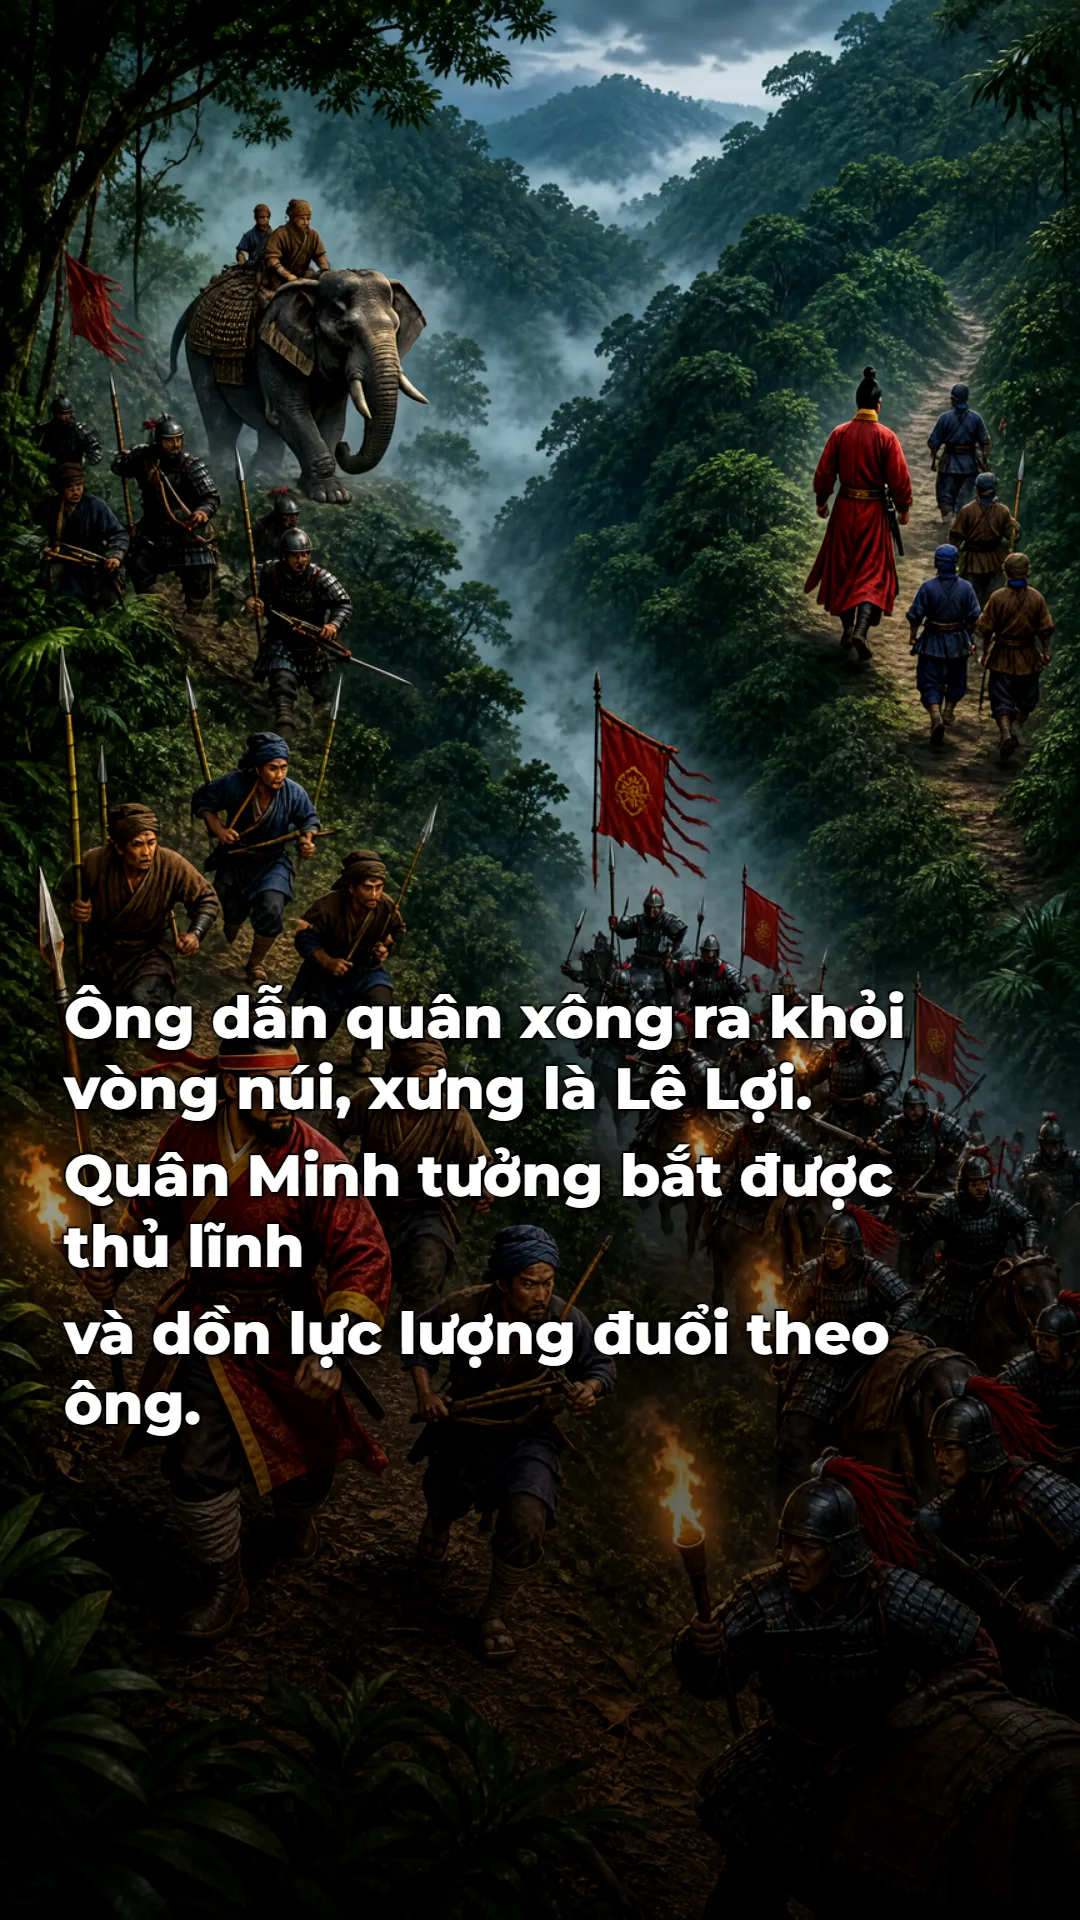 Ông dẫn quân xông ra khỏi
vòng núi, xưng là Lê Lợi.
Quân Minh tưởng bắt được
thủ lĩnh
và dồn lực lượng đuổi theo
ông.